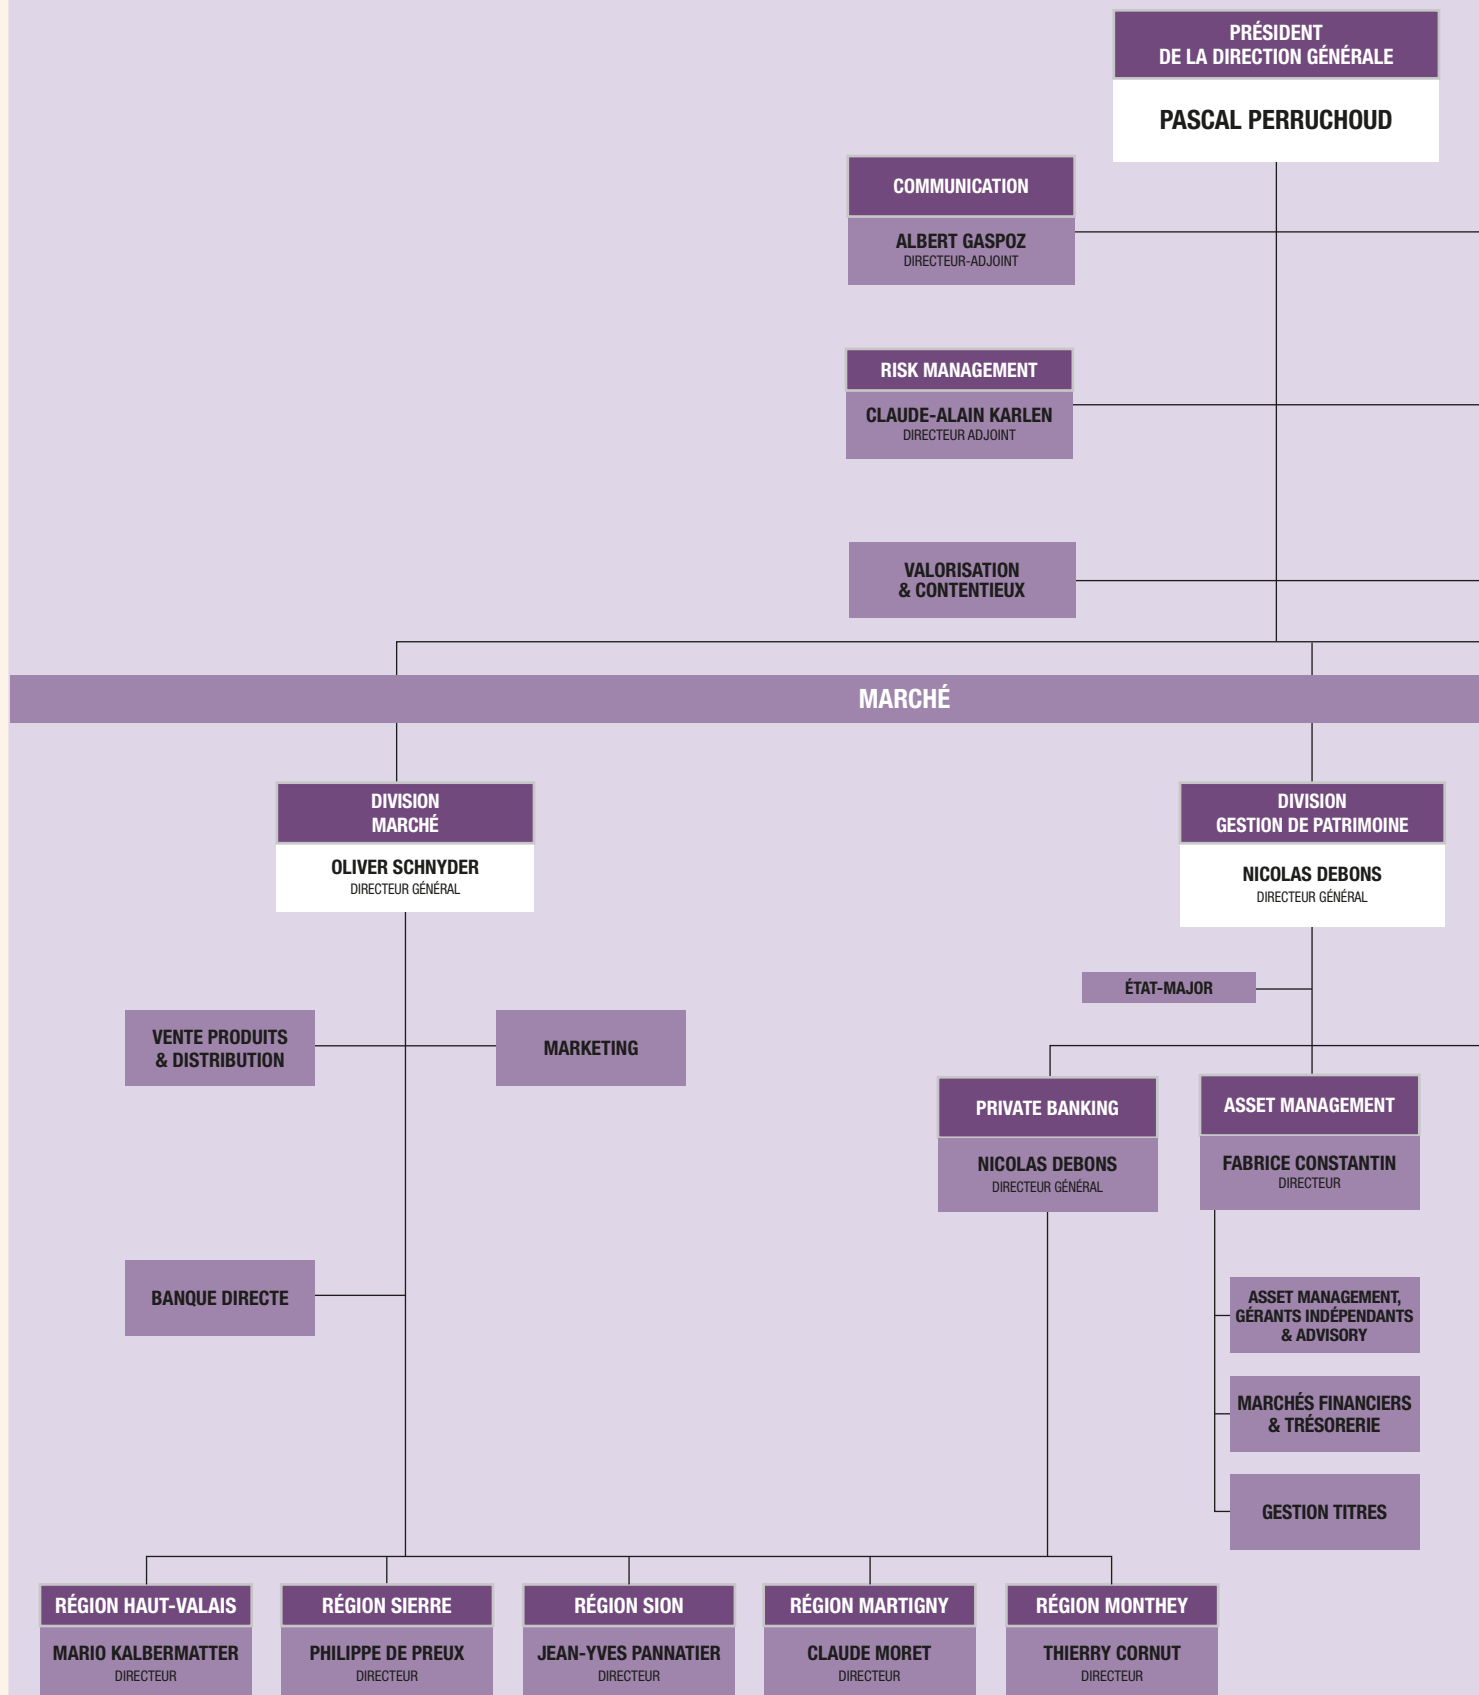 PRÉSIDENT
DE LA DIRECTION GÉNÉRALE
PASCAL PERRUCHOUD
COMMUNICATION
ALBERT GASPOZ
DIRECTEUR-ADJOINT
RISK MANAGEMENT
CLAUDE-ALAIN KARLEN
DIRECTEUR ADJOINT
VALORISATION
& CONTENTIEUX
MARCHÉ
DIVISION
MARCHÉ
OLIVER SCHNYDER
DIRECTEUR GÉNÉRAL
DIVISION
GESTION DE PATRIMOINE
NICOLAS DEBONS
DIRECTEUR GÉNÉRAL
ÉTAT-MAJOR
VENTE PRODUITS
& DISTRIBUTION
MARKETING
PRIVATE BANKING
NICOLAS DEBONS
DIRECTEUR GÉNÉRAL
ASSET MANAGEMENT
FABRICE CONSTANTIN
DIRECTEUR
BANQUE DIRECTE
ASSET MANAGEMENT,
GÉRANTS INDÉPENDANTS
& ADVISORY
MARCHÉS FINANCIERS
& TRÉSORERIE
GESTION TITRES
RÉGION HAUT-VALAIS
MARIO KALBERMATTER
DIRECTEUR
RÉGION SIERRE
PHILIPPE DE PREUX
DIRECTEUR
RÉGION SION
JEAN-YVES PANNATIER
DIRECTEUR
RÉGION MARTIGNY
CLAUDE MORET
DIRECTEUR
RÉGION MONTHEY
THIERRY CORNUT
DIRECTEUR